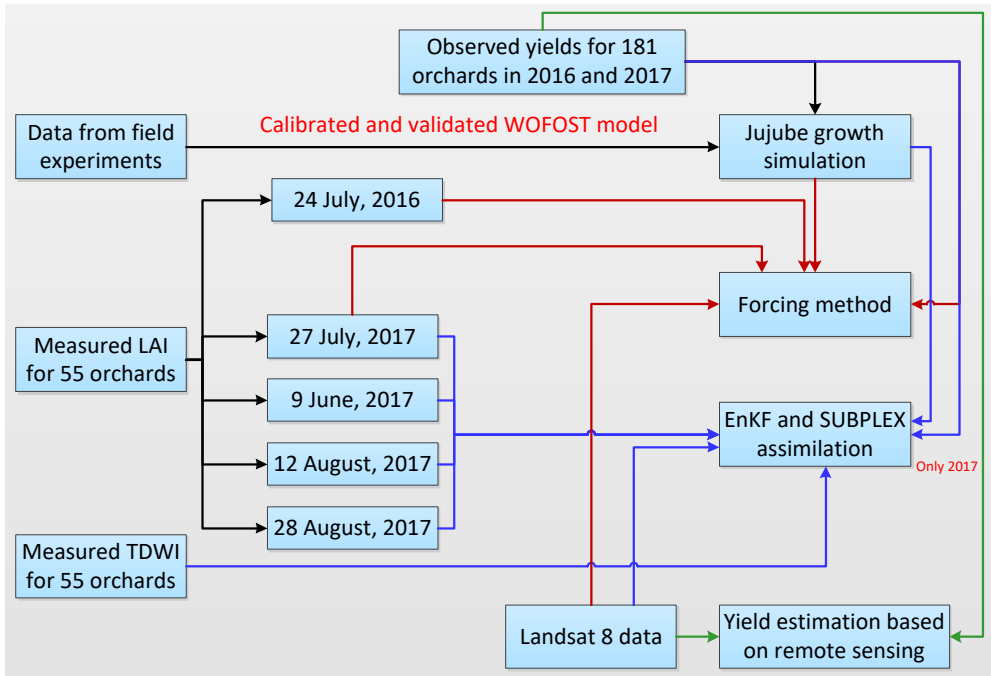 Observed yields for 181
orchards in 2016 and 2017
Data from field
experiments
Calibrated and validated WOFOST model
Jujube growth
simulation
24 July, 2016
Forcing method
Measured LAI
for 55 orchards
27 July, 2017
9 June, 2017
12 August, 2017
28 August, 2017
EnKF and SUBPLEX
assimilation
Only 2017
Measured TDWI
for 55 orchards
Landsat 8 data
Yield estimation based
on remote sensing